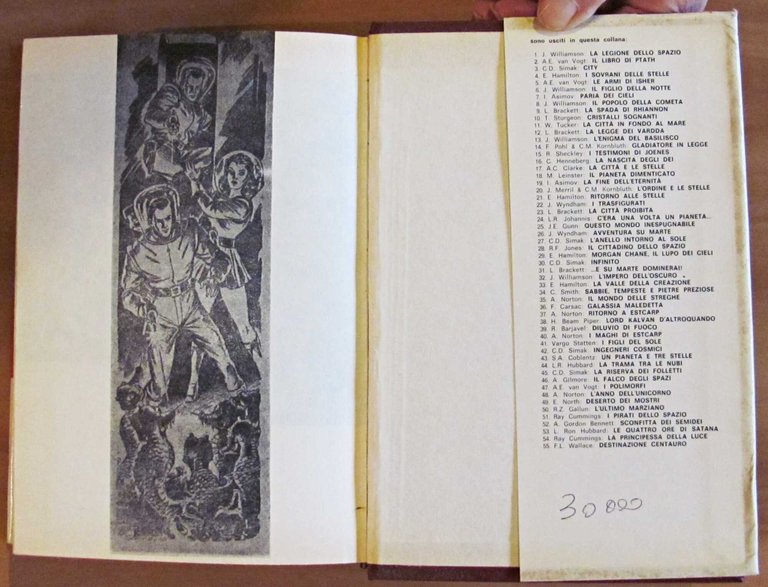 sono usciti in questa collana:
1. J. Williamson: LA LEGIONE DELLO SPAZIO
2. A.E. van Vogt: IL LIBRO DI PTATH
3. C.D. Simak: CITY
4. E. Hamilton: I SOVRANI DELLE STELLE
5. A.E. van Vogt: LE ARMI DI ISHER
6. J. Williamson: IL FIGLIO DELLA NOTTE
7. I. Asimov: PARIA DEI CIELI
8. J. Williamson: IL POPOLO DELLA COMETA
9. L. Brackett: LA SPADA DI RHIANNON
10. T. Sturgeon: CRISTALLI SOGNANTI
11. W. Tucker: LA CITTÀ IN FONDO AL MARE
12. L. Brackett: LA LEGGE DEI VARDDA
13. J. Williamson: L'ENIGMA DEL BASILISCO
14. F. Pohl & C.M. Kornbluth: GLADIATORE IN LEGGE
15. R. Sheckley: I TESTIMONI DI JOENES
16. C. Henneberg: LA NASCITA DEGLI DEI
17. A.C. Clarke: LA CITTÀ E LE STELLE
18. M. Leinster: IL PIANETA DIMENTICATO
19. I. Asimov: LA FINE DELL'ETERNITÀ
20. J. Merril & C.M. Kornbluth: L'ORDINE E LE STELLE
21. E. Hamilton: RITORNO ALLE STELLE
22. J. Wyndham: I TRASFIGURATI
23. L. Brackett: LA CITTÀ PROIBITA
24. L.R. Johannis: C'ERA UNA VOLTA UN PIANETA...
25. J.E. Gunn: QUESTO MONDO INESPUGNABILE
26. J. Wyndham: AVVENTURA SU MARTE
27. C.D. Simak: L'ANELLO INTORNO AL SOLE
28. R.F. Jones: IL CITTADINO DELLO SPAZIO
29. E. Hamilton: MORGAN CHANE, IL LUPO DEI CIELI
30. C.D. Simak: INFINITO
31. L. Brackett: ...E SU MARTE DOMINERAI!
32. J. Williamson: L'IMPERO DELL'OSCURO
33. E. Hamilton: LA VALLE DELLA CREAZIONE
34. C. Smith: SABBIE, TEMPESTE E PIETRE PREZIOSE
35. A. Norton: IL MONDO DELLE STREGHE
36. F. Carsac: GALASSIA MALEDETTA
37. A. Norton: RITORNO A ESTCARP
38. H. Beam Piper: LORD KALVAN D'ALTROQUANDO
39. R. Barjavel: DILUVIO DI FUOCO
40. A. Norton: I MAGHI DI ESTCARP
41. Vargo Statten: I FIGLI DEL SOLE
42. C.D. Simak: INGEGNERI COSMICI
43. S.A. Coblentz: UN PIANETA E TRE STELLE
44. L.R. Hubbard: LA TRAMA TRA LE NUBI
45. C.D. Simak: LA RISERVA DEI FOLLETTI
46. A. Gilmore: IL FALCO DEGLI SPAZI
47. A.E. van Vogt: I POLIMORFI
48. A. Norton: L'ANNO DELL'UNICORNO
49. E. North: DESERTO DEI MOSTRI
50. R.Z. Gallun: L'ULTIMO MARZIANO
51. Ray Cummings: I PIRATI DELLO SPAZIO
52. A. Gordon Bennett: SCONFITTA DEI SEMIDEI
53. L. Ron Hubbard: LE QUATTRO ORE DI SATANA
54. Ray Cummings: LA PRINCIPESSA DELLA LUCE
55. F.L. Wallace: DESTINAZIONE CENTAURO
30 000